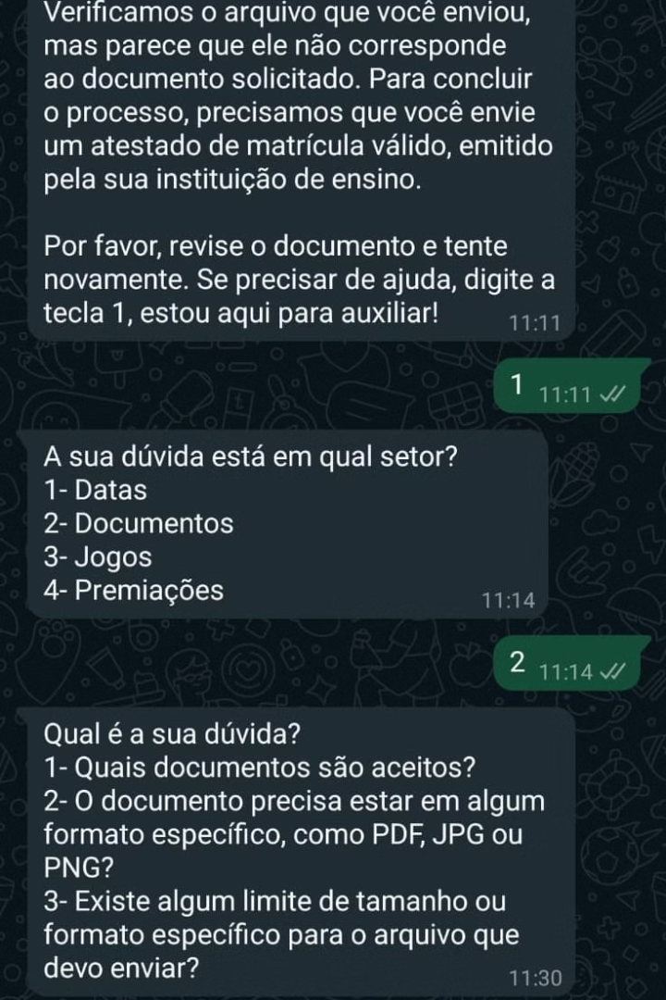 Verificamos o arquivo que você enviou,
mas parece que ele não corresponde
ao documento solicitado. Para concluir
o processo, precisamos que você envie
um atestado de matrícula válido, emitido
pela sua instituição de ensino.
Por favor, revise o documento e tente
novamente. Se precisar de ajuda, digite a
tecla 1, estou aqui para auxiliar!
11:11
1 11:11
A sua dúvida está em qual setor?
1- Datas
2- Documentos
3- Jogos
4- Premiações
11:14
2 11:14
Qual é a sua dúvida?
1- Quais documentos são aceitos?
2- O documento precisa estar em algum
formato específico, como PDF, JPG ou
PNG?
3- Existe algum limite de tamanho ou
formato específico para o arquivo que
devo enviar?
11:30